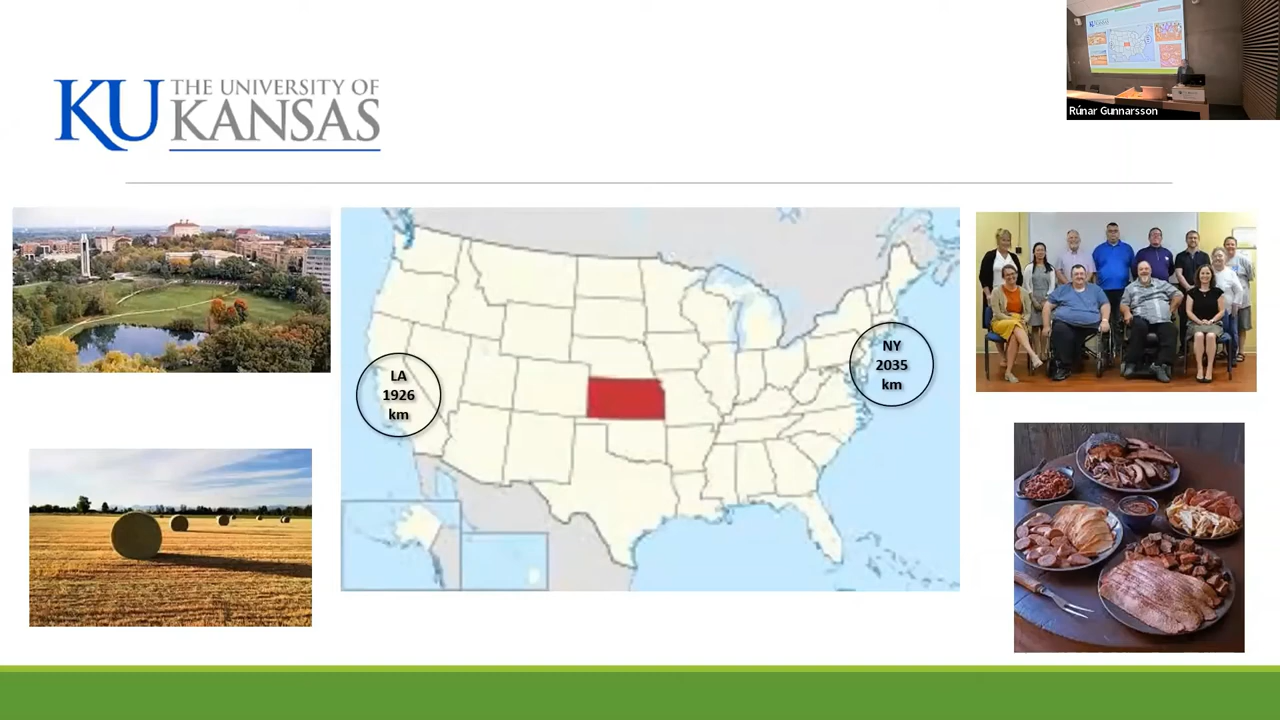 KU THE UNIVERSITY OF
KANSAS
Rúnar Gunnarsson
LA
1926
km
NY
2035
km